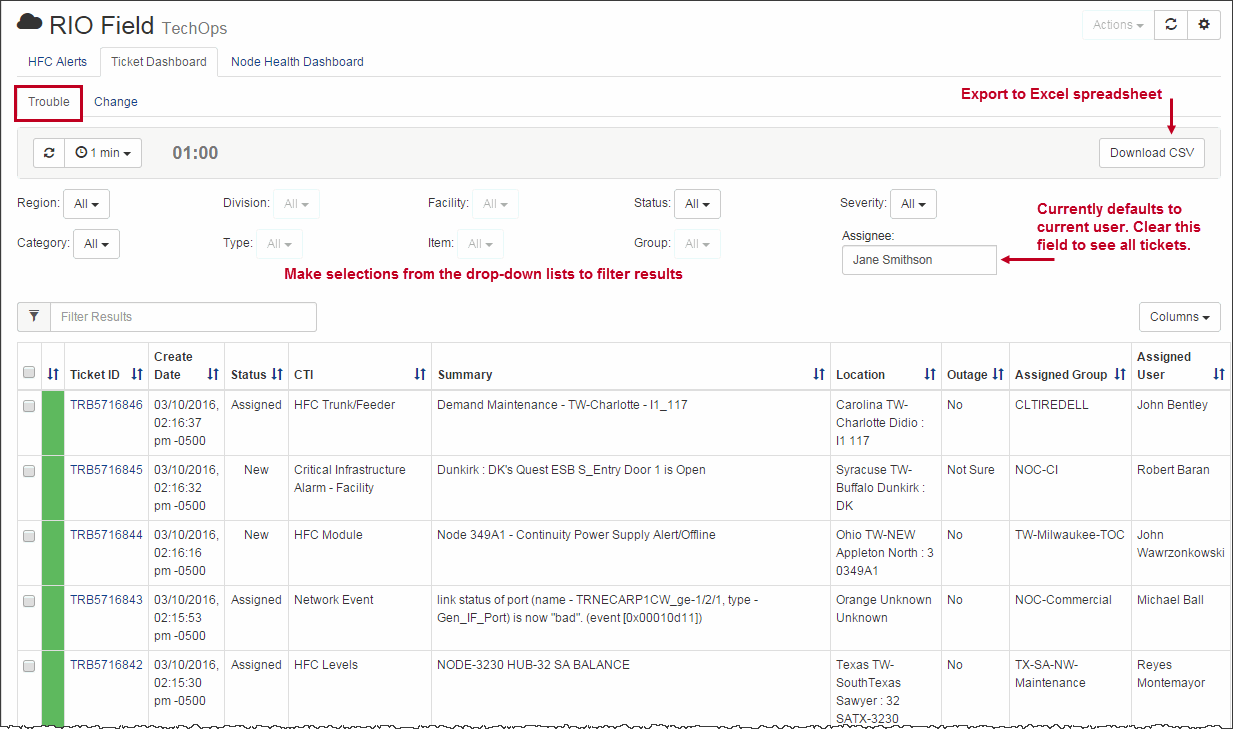 RIO Field TechOps
Actions
HFC Alerts
Ticket Dashboard
Node Health Dashboard
Trouble
Change
Export to Excel spreadsheet
1 min
01:00
Download CSV
Region: All
Division: All
Facility: All
Status: All
Severity: All
Category: All
Type: All
Item: All
Group: All
Assignee:
Jane Smithson
Currently defaults to
current user. Clear this
field to see all tickets.
Make selections from the drop-down lists to filter results
Filter Results
Columns
Ticket ID
Create
Date
Status
CTI
Summary
Location
Outage
Assigned Group
Assigned
User
TRB5716846
03/10/2016,
02:16:37
pm -0500
Assigned
HFC Trunk/Feeder
Demand Maintenance - TW-Charlotte - I1_117
Carolina TW-
Charlotte Didio :
I1 117
No
CLTIREDELL
John Bentley
TRB5716845
03/10/2016,
02:16:32
pm -0500
New
Critical Infrastructure
Alarm - Facility
Dunkirk : DK's Quest ESB S_Entry Door 1 is Open
Syracuse TW-
Buffalo Dunkirk :
DK
Not Sure
NOC-CI
Robert Baran
TRB5716844
03/10/2016,
02:16:16
pm -0500
New
HFC Module
Node 349A1 - Continuity Power Supply Alert/Offline
Ohio TW-NEW
Appleton North : 3
0349A1
No
TW-Milwaukee-TOC
John
Wawrzonkowski
TRB5716843
03/10/2016,
02:15:53
pm -0500
Assigned
Network Event
link status of port (name - TRNECARP1CW_ge-1/2/1, type -
Gen_IF_Port) is now "bad". (event [0x00010d11])
Orange Unknown
Unknown
No
NOC-Commercial
Michael Ball
TRB5716842
03/10/2016,
02:15:30
pm -0500
Assigned
HFC Levels
NODE-3230 HUB-32 SA BALANCE
Texas TW-
SouthTexas
Sawyer : 32
SATX-3230
No
TX-SA-NW-
Maintenance
Reyes
Montemayor